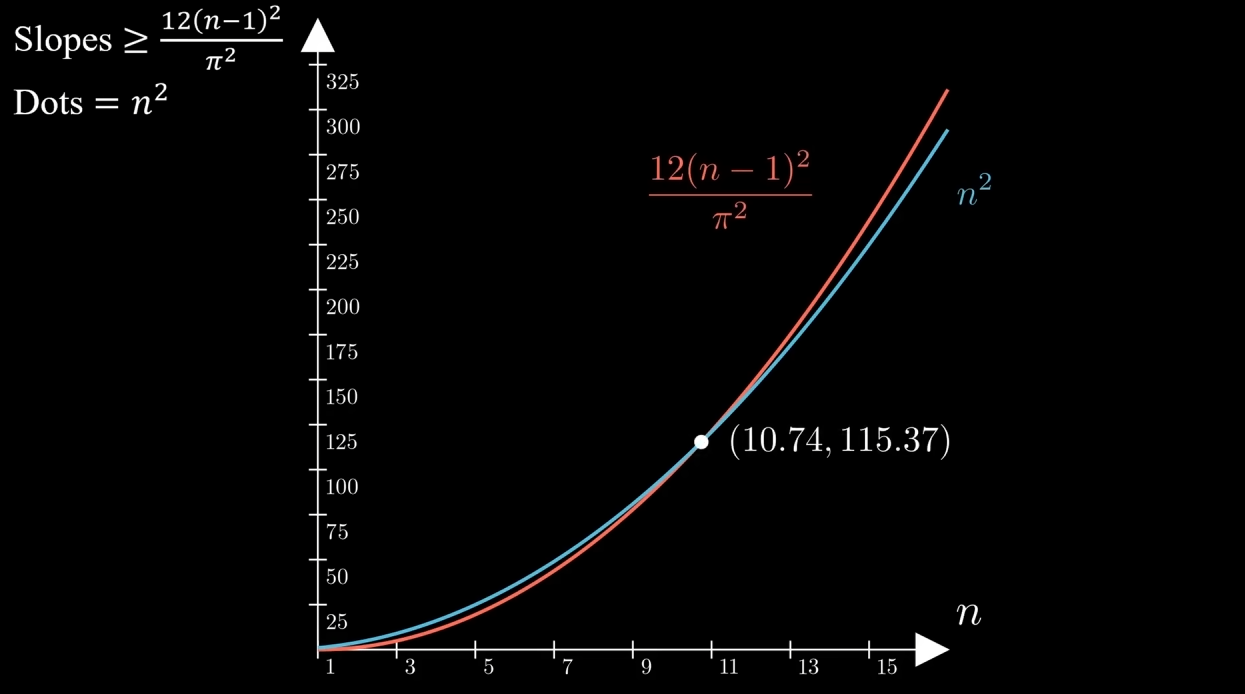 Slopes ≥ 12(n−1)²/π²
Dots = n²
325
300
275
250
225
200
175
150
125
100
75
50
25
12(n − 1)²/π²
n²
(10.74, 115.37)
n
1 3 5 7 9 11 13 15